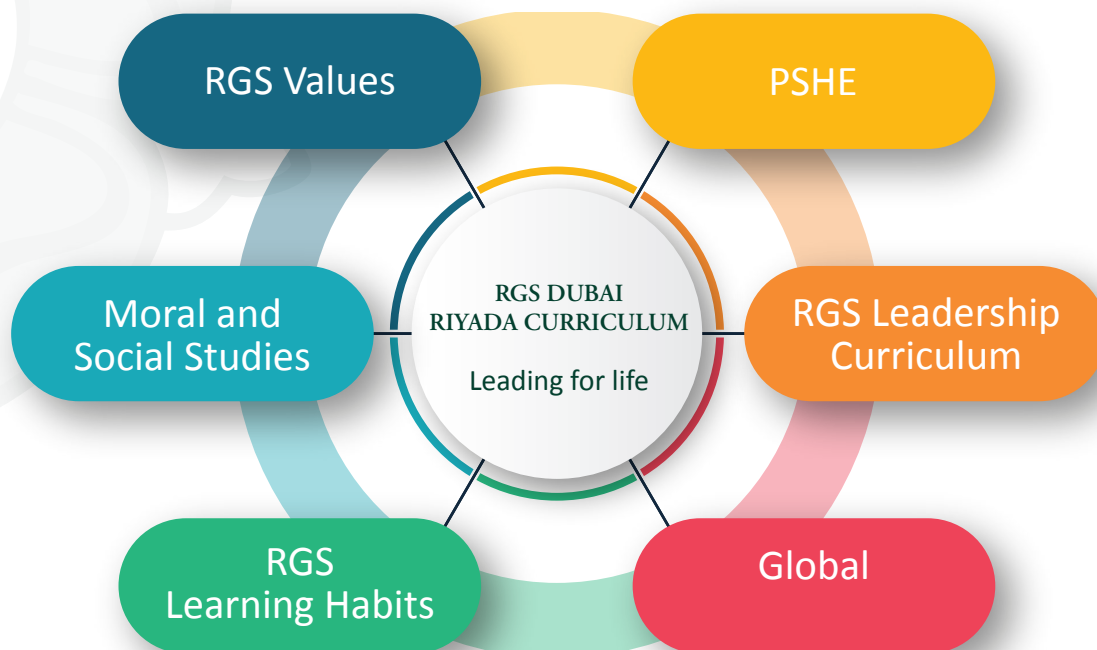 RGS Values
PSHE
RGS DUBAI
RIYADA CURRICULUM
Leading for life
Moral and
Social Studies
RGS Leadership
Curriculum
RGS
Learning Habits
Global